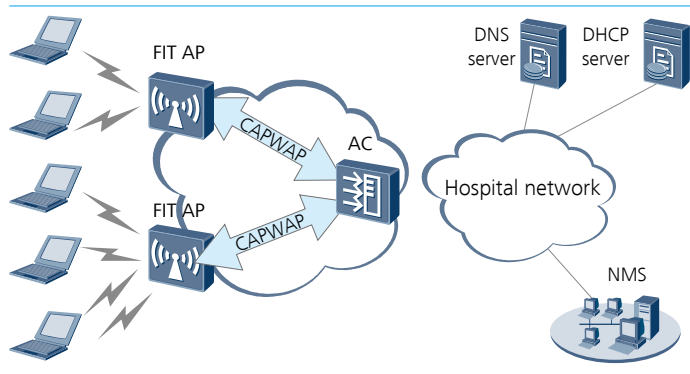 FIT AP
DNS
server
DHCP
server
CAPWAP
AC
Hospital network
FIT AP
CAPWAP
NMS